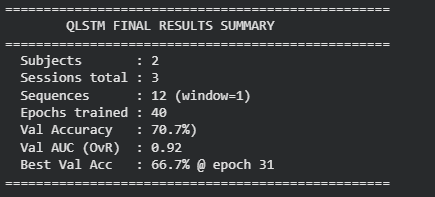 ==================================================
QLSTM FINAL RESULTS SUMMARY
==================================================
Subjects : 2
Sessions total : 3
Sequences : 12 (window=1)
Epochs trained : 40
Val Accuracy : 70.7%)
Val AUC (OvR) : 0.92
Best Val Acc : 66.7% @ epoch 31
==================================================